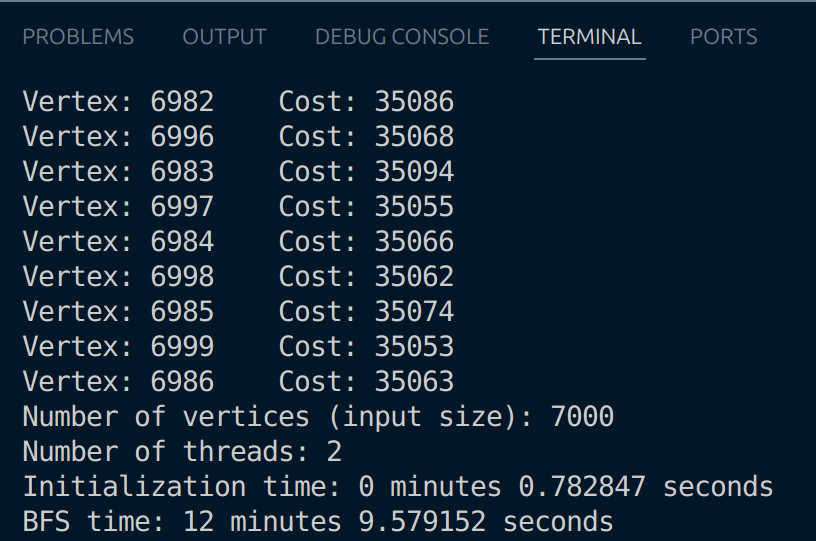 PROBLEMS OUTPUT DEBUG CONSOLE TERMINAL PORTS
Vertex: 6982 Cost: 35086
Vertex: 6996 Cost: 35068
Vertex: 6983 Cost: 35094
Vertex: 6997 Cost: 35055
Vertex: 6984 Cost: 35066
Vertex: 6998 Cost: 35062
Vertex: 6985 Cost: 35074
Vertex: 6999 Cost: 35053
Vertex: 6986 Cost: 35063
Number of vertices (input size): 7000
Number of threads: 2
Initialization time: 0 minutes 0.782847 seconds
BFS time: 12 minutes 9.579152 seconds